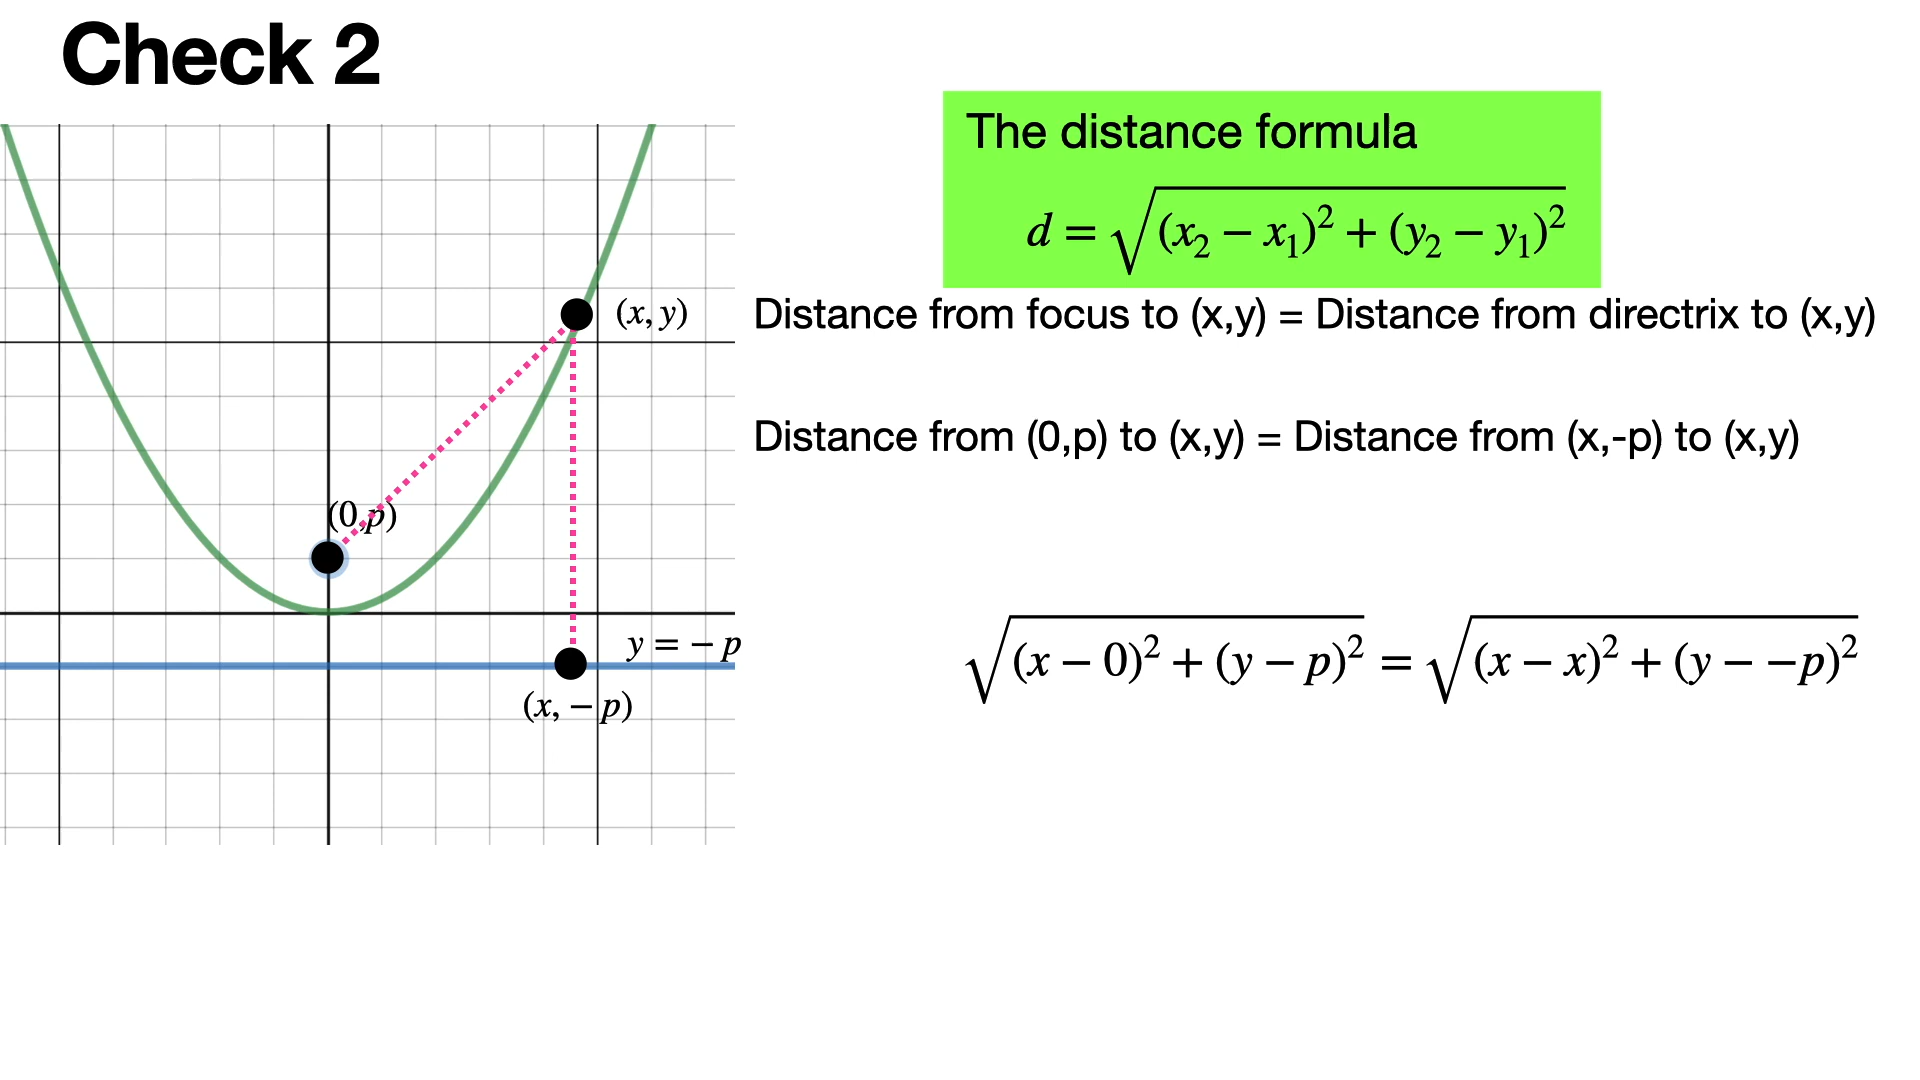 Check 2
The distance formula
d = √(x₂ − x₁)² + (y₂ − y₁)²
(x, y)
Distance from focus to (x,y) = Distance from directrix to (x,y)
Distance from (0,p) to (x,y) = Distance from (x,-p) to (x,y)
(0,p)
y = − p
√(x − 0)² + (y − p)² = √(x − x)² + (y − −p)²
(x, − p)